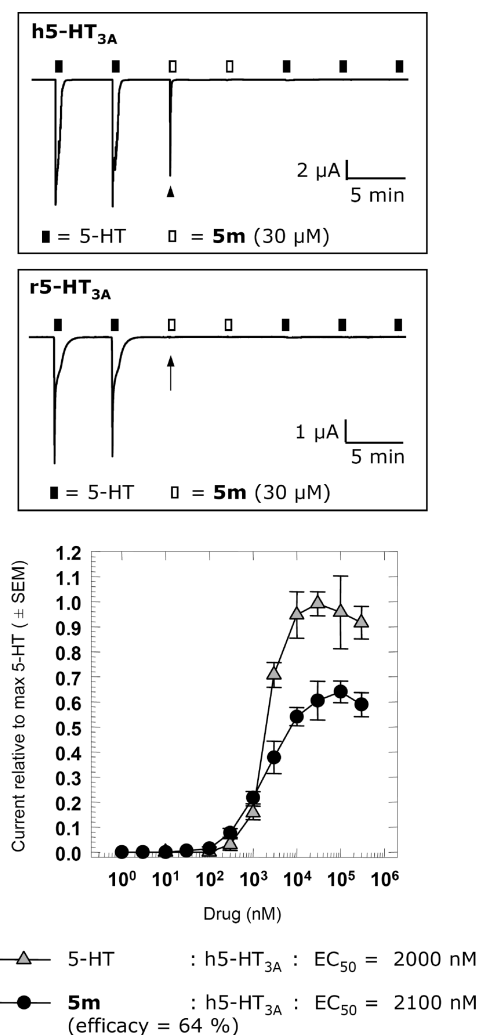 h5-HT3A
2 μA
5 min
= 5-HT = 5m (30 μM)
r5-HT3A
1 μA
5 min
= 5-HT = 5m (30 μM)
Current relative to max 5-HT ( ± SEM)
1.2
1.1
1.0
0.9
0.8
0.7
0.6
0.5
0.4
0.3
0.2
0.1
0.0
10⁰ 10¹ 10² 10³ 10⁴ 10⁵ 10⁶
Drug (nM)
5-HT : h5-HT3A : EC50 = 2000 nM
5m : h5-HT3A : EC50 = 2100 nM
(efficacy = 64 %)